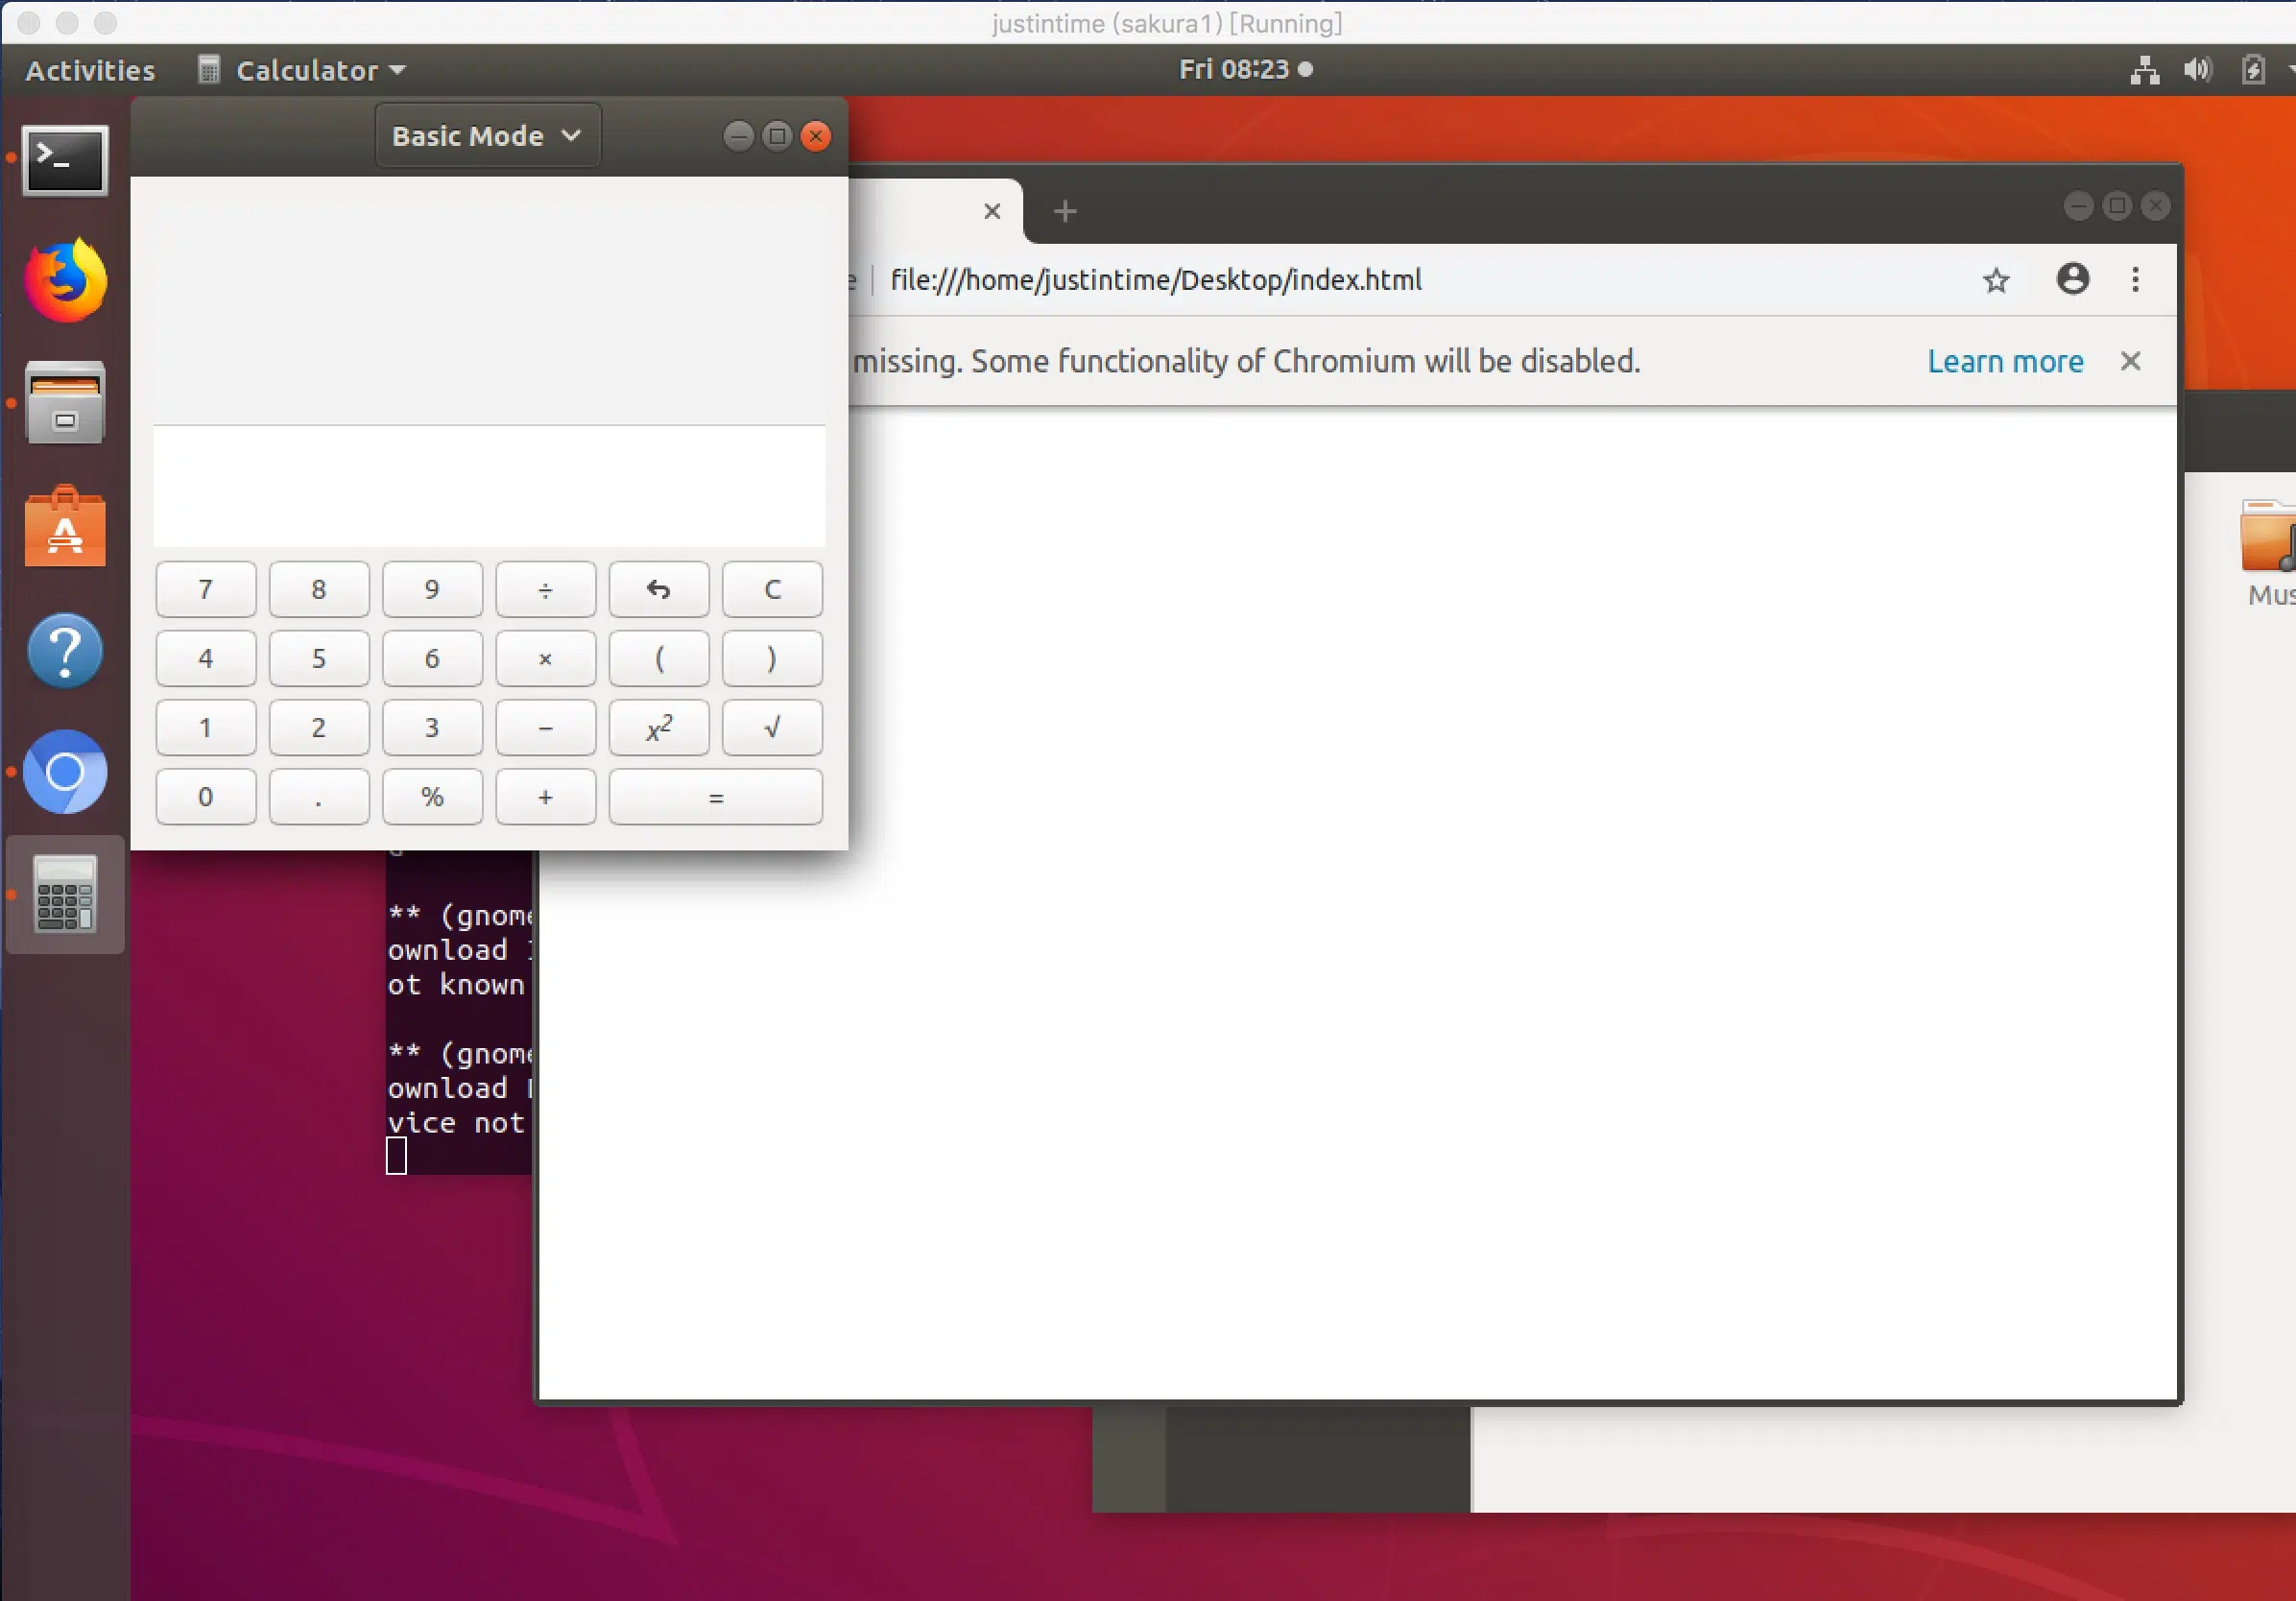 justintime (sakura1) [Running]
Activities Calculator Fri 08:23
Basic Mode
file:///home/justintime/Desktop/index.html
missing. Some functionality of Chromium will be disabled. Learn more
7 8 9 ÷ C
4 5 6 × ( )
1 2 3 − x² √
0 . % + =
Mus
** (gnome
ownload
ot known
** (gnome
ownload
vice not